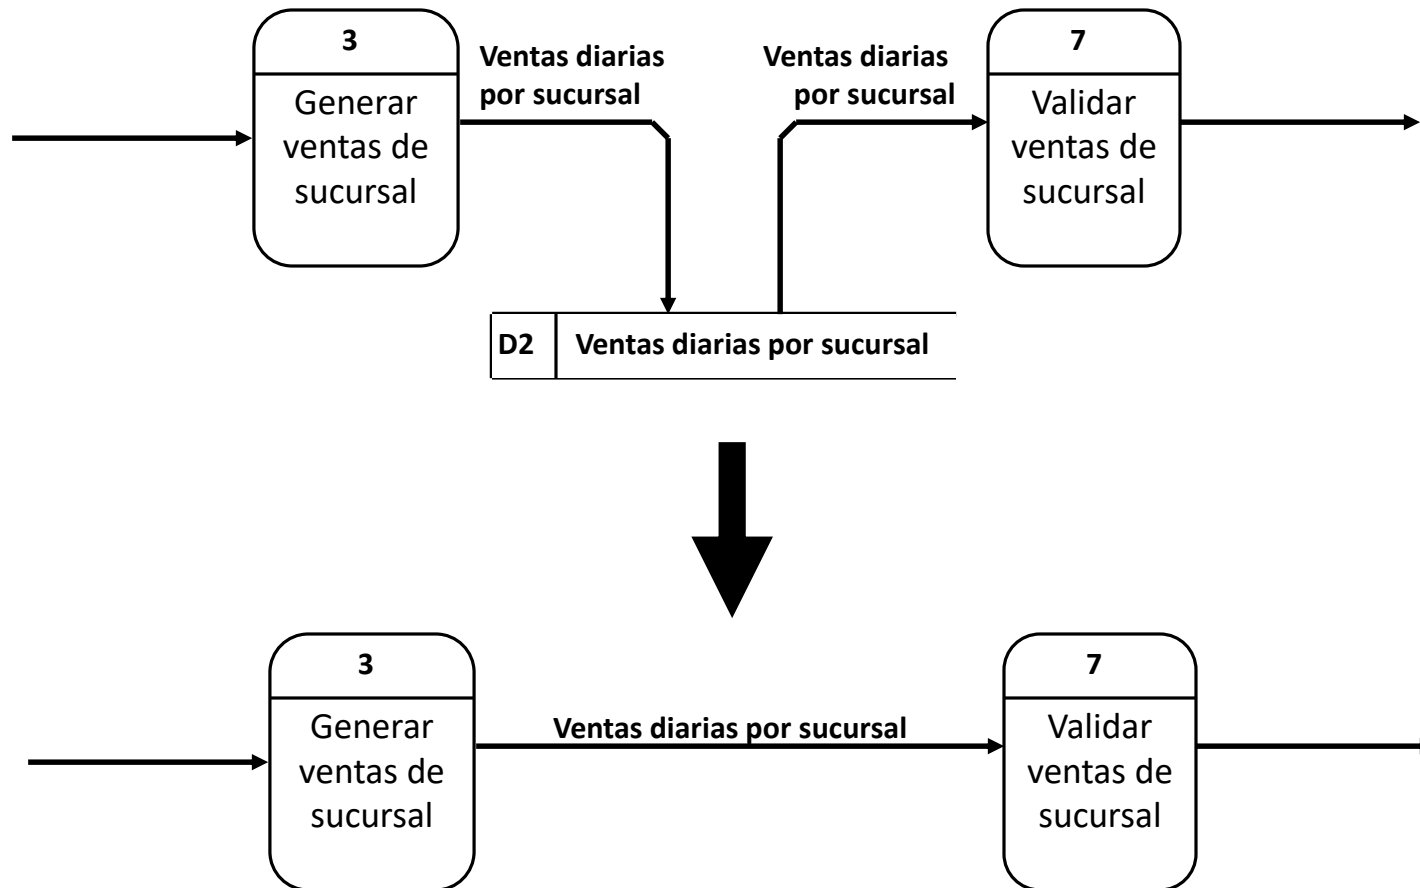 3
Generar
ventas de
sucursal
Ventas diarias
por sucursal
Ventas diarias
por sucursal
7
Validar
ventas de
sucursal
D2
Ventas diarias por sucursal
3
Generar
ventas de
sucursal
Ventas diarias por sucursal
7
Validar
ventas de
sucursal